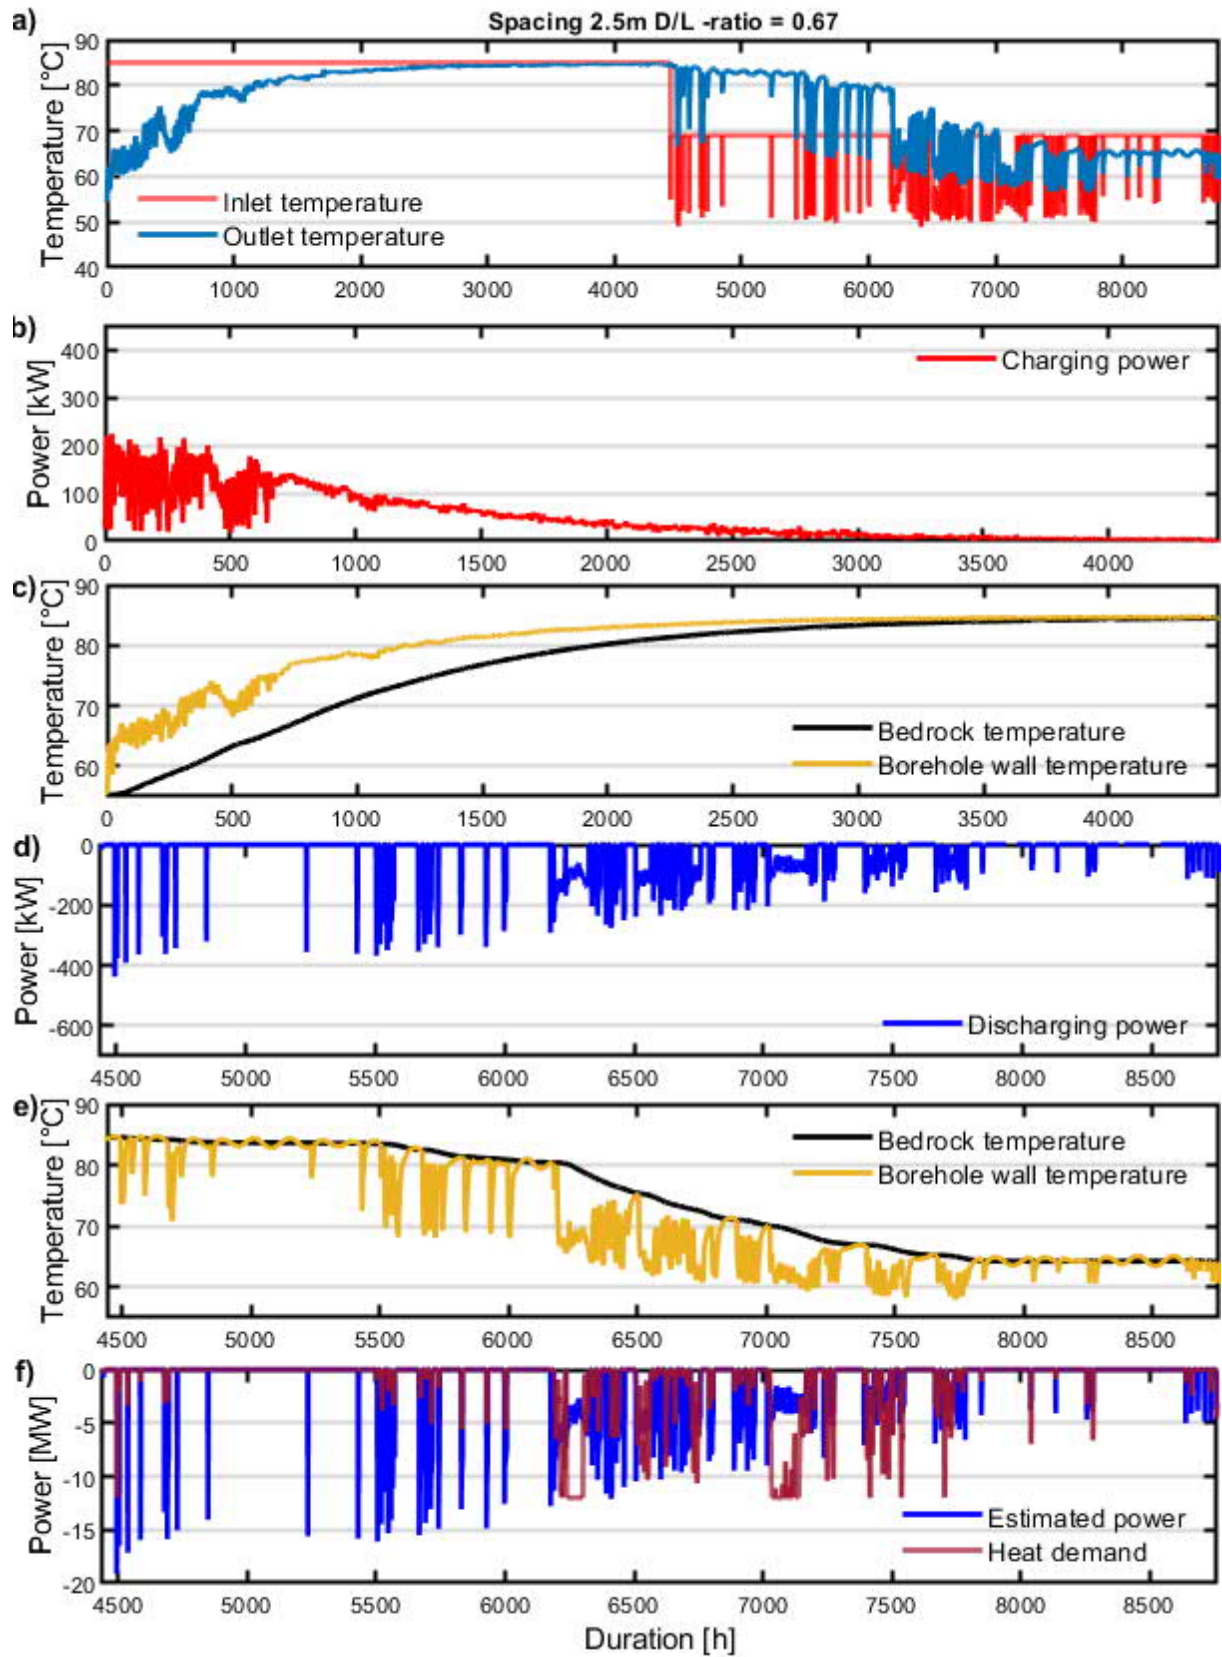 a)
Spacing 2.5m D/L -ratio = 0.67
Temperature [°C]
90
80
70
60
50
40
Inlet temperature
Outlet temperature
0 1000 2000 3000 4000 5000 6000 7000 8000
b)
Power [kW]
400
300
200
100
0
Charging power
0 500 1000 1500 2000 2500 3000 3500 4000
c)
Temperature [°C]
90
80
70
60
Bedrock temperature
Borehole wall temperature
0 500 1000 1500 2000 2500 3000 3500 4000
d)
Power [kW]
0
-200
-400
-600
Discharging power
4500 5000 5500 6000 6500 7000 7500 8000 8500
e)
Temperature [°C]
90
80
70
60
Bedrock temperature
Borehole wall temperature
4500 5000 5500 6000 6500 7000 7500 8000 8500
f)
Power [MW]
0
-5
-10
-15
-20
Estimated power
Heat demand
4500 5000 5500 6000 6500 7000 7500 8000 8500
Duration [h]